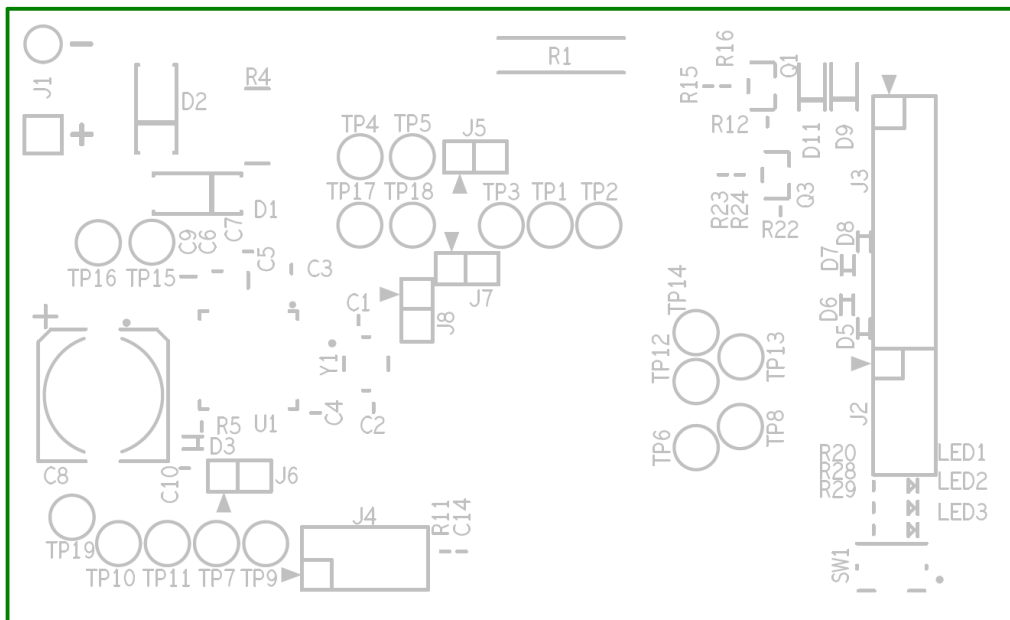 J1
−
+
D2
R4
R1
R16
R15
R12
Q1
D11
D9
TP4
TP5
J5
TP17
TP18
TP3
TP1
TP2
R23
R24
Q3
R22
J3
D1
C9
C6
C7
C5
C3
TP16
TP15
J7
D8
D7
D6
D5
TP14
C1
J8
Y1
TP12
TP13
+
U1
R5
C4
C2
TP6
TP8
J2
D3
C8
C10
J6
R20
R28
R29
LED1
LED2
LED3
TP19
TP10
TP11
TP7
TP9
J4
R11
C14
SW1